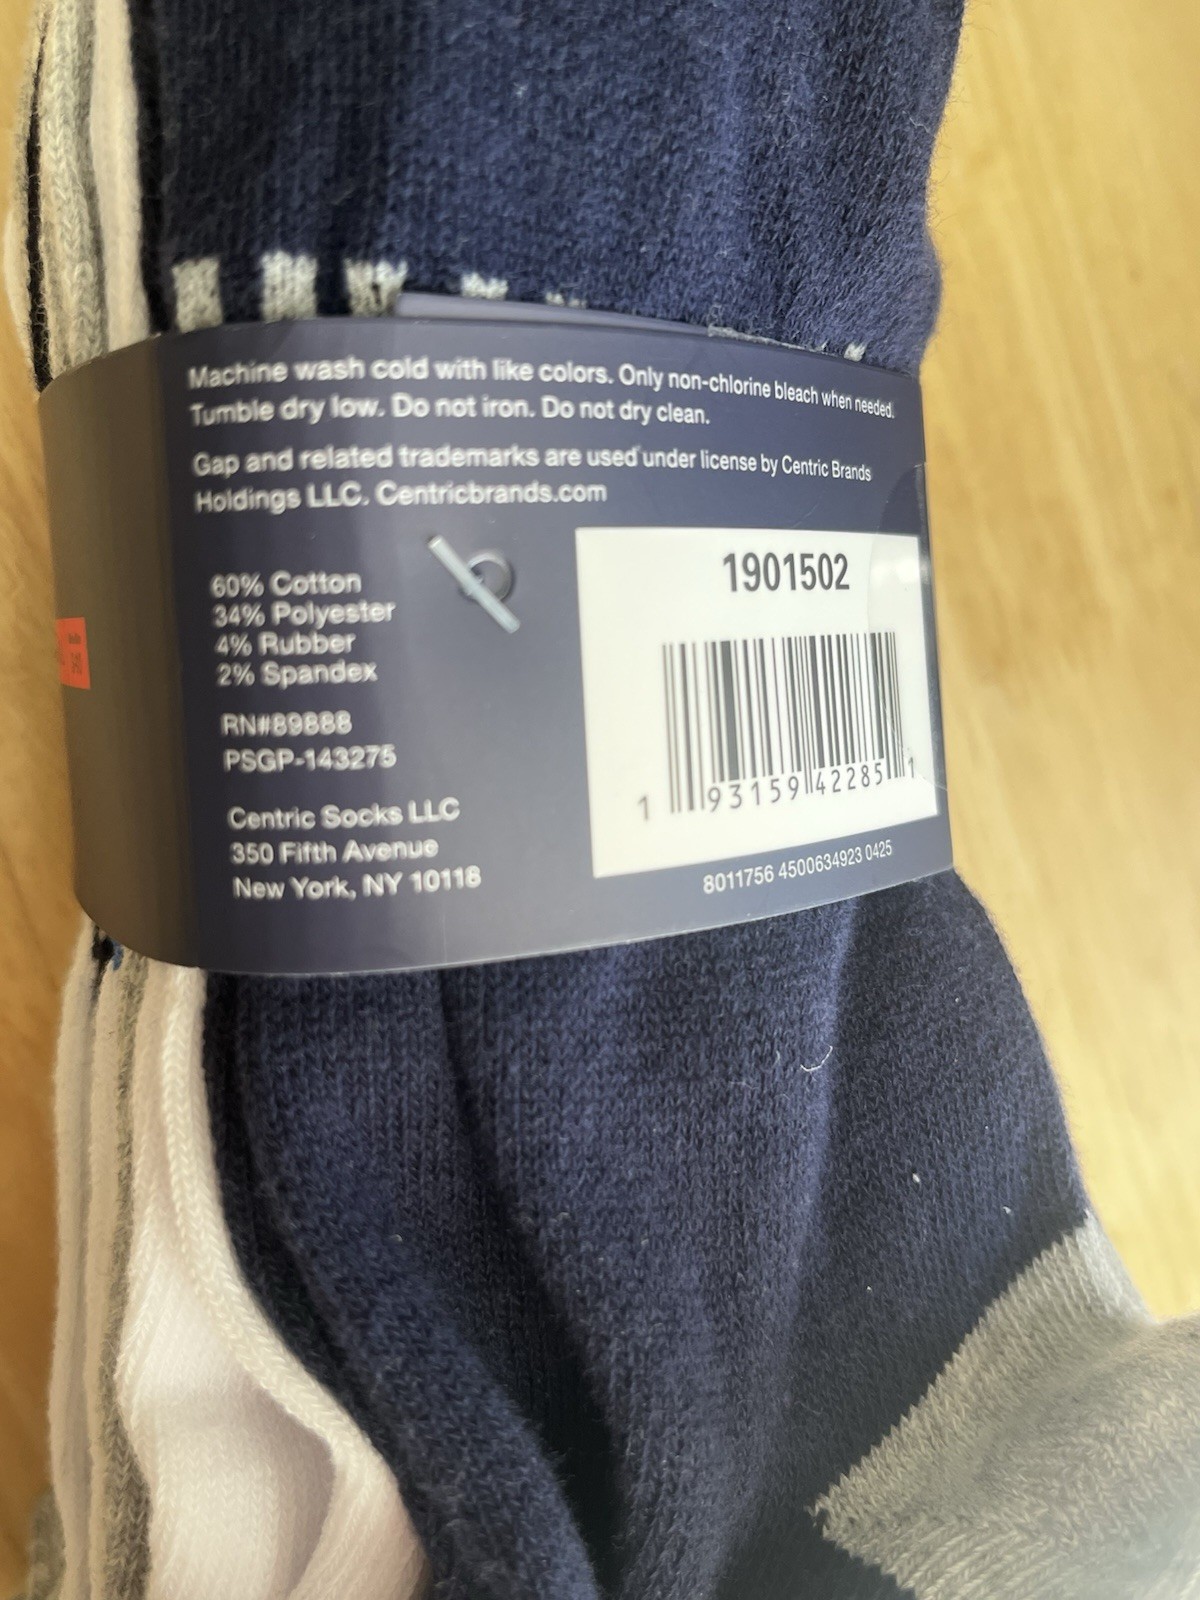 Machine wash cold with like colors. Only non-chlorine bleach when needed.
Tumble dry low. Do not iron. Do not dry clean.
Gap and related trademarks are used under license by Centric Brands
Holdings LLC. Centricbrands.com
60% Cotton
34% Polyester
4% Rubber
2% Spandex
RN#89888
PSGP-143275
Centric Socks LLC
350 Fifth Avenue
New York, NY 10118
1901502
1 93159 42285 1
8011756 4500634923 0425